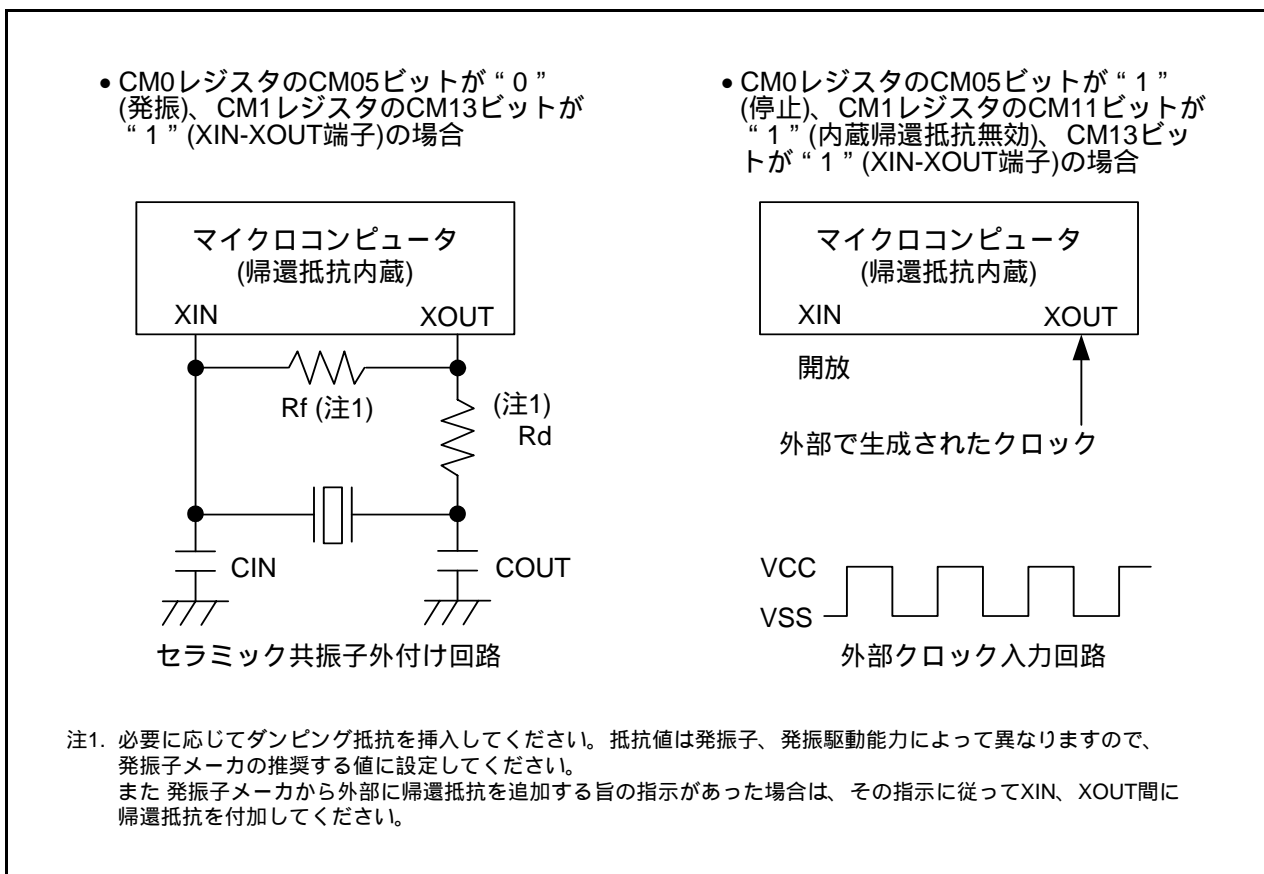 • CM0レジスタのCM05ビットが“0”
(発振)、CM1レジスタのCM13ビットが
“1”(XIN-XOUT端子)の場合
マイクロコンピュータ
(帰還抵抗内蔵)
XIN
XOUT
Rf (注1)
(注1)
Rd
CIN
COUT
セラミック共振子外付け回路
• CM0レジスタのCM05ビットが“1”
(停止)、CM1レジスタのCM11ビットが
“1”(内蔵帰還抵抗無効)、CM13ビッ
トが“1”(XIN-XOUT端子)の場合
マイクロコンピュータ
(帰還抵抗内蔵)
XIN
XOUT
開放
外部で生成されたクロック
VCC
VSS
外部クロック入力回路
注1. 必要に応じてダンピング抵抗を挿入してください。抵抗値は発振子、発振駆動能力によって異なりますので、
発振子メーカの推奨する値に設定してください。
また 発振子メーカから外部に帰還抵抗を追加する旨の指示があった場合は、その指示に従ってXIN、XOUT間に
帰還抵抗を付加してください。